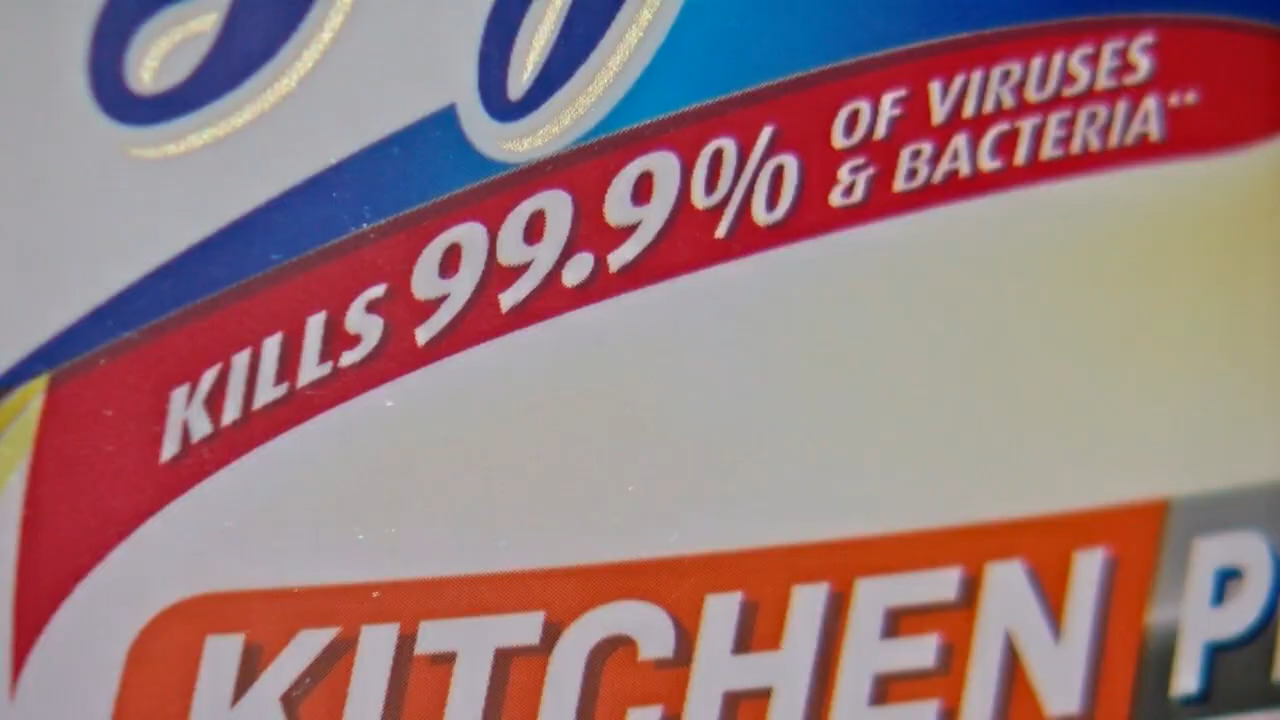 KILLS 99.9% OF VIRUSES
& BACTERIA**
KITCHEN